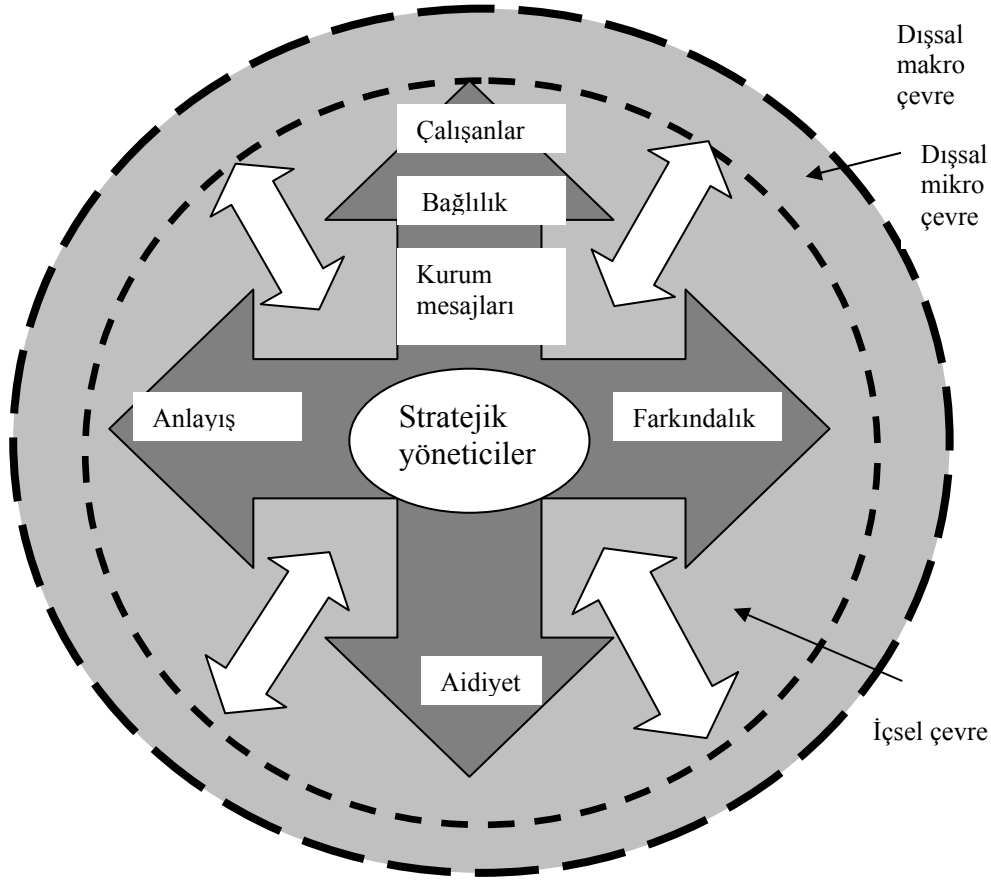 Dışsal
makro
çevre
Dışsal
mikro
çevre
Çalışanlar
Bağlılık
Kurum
mesajları
Anlayış
Stratejik
yöneticiler
Farkındalık
Aidiyet
İçsel çevre